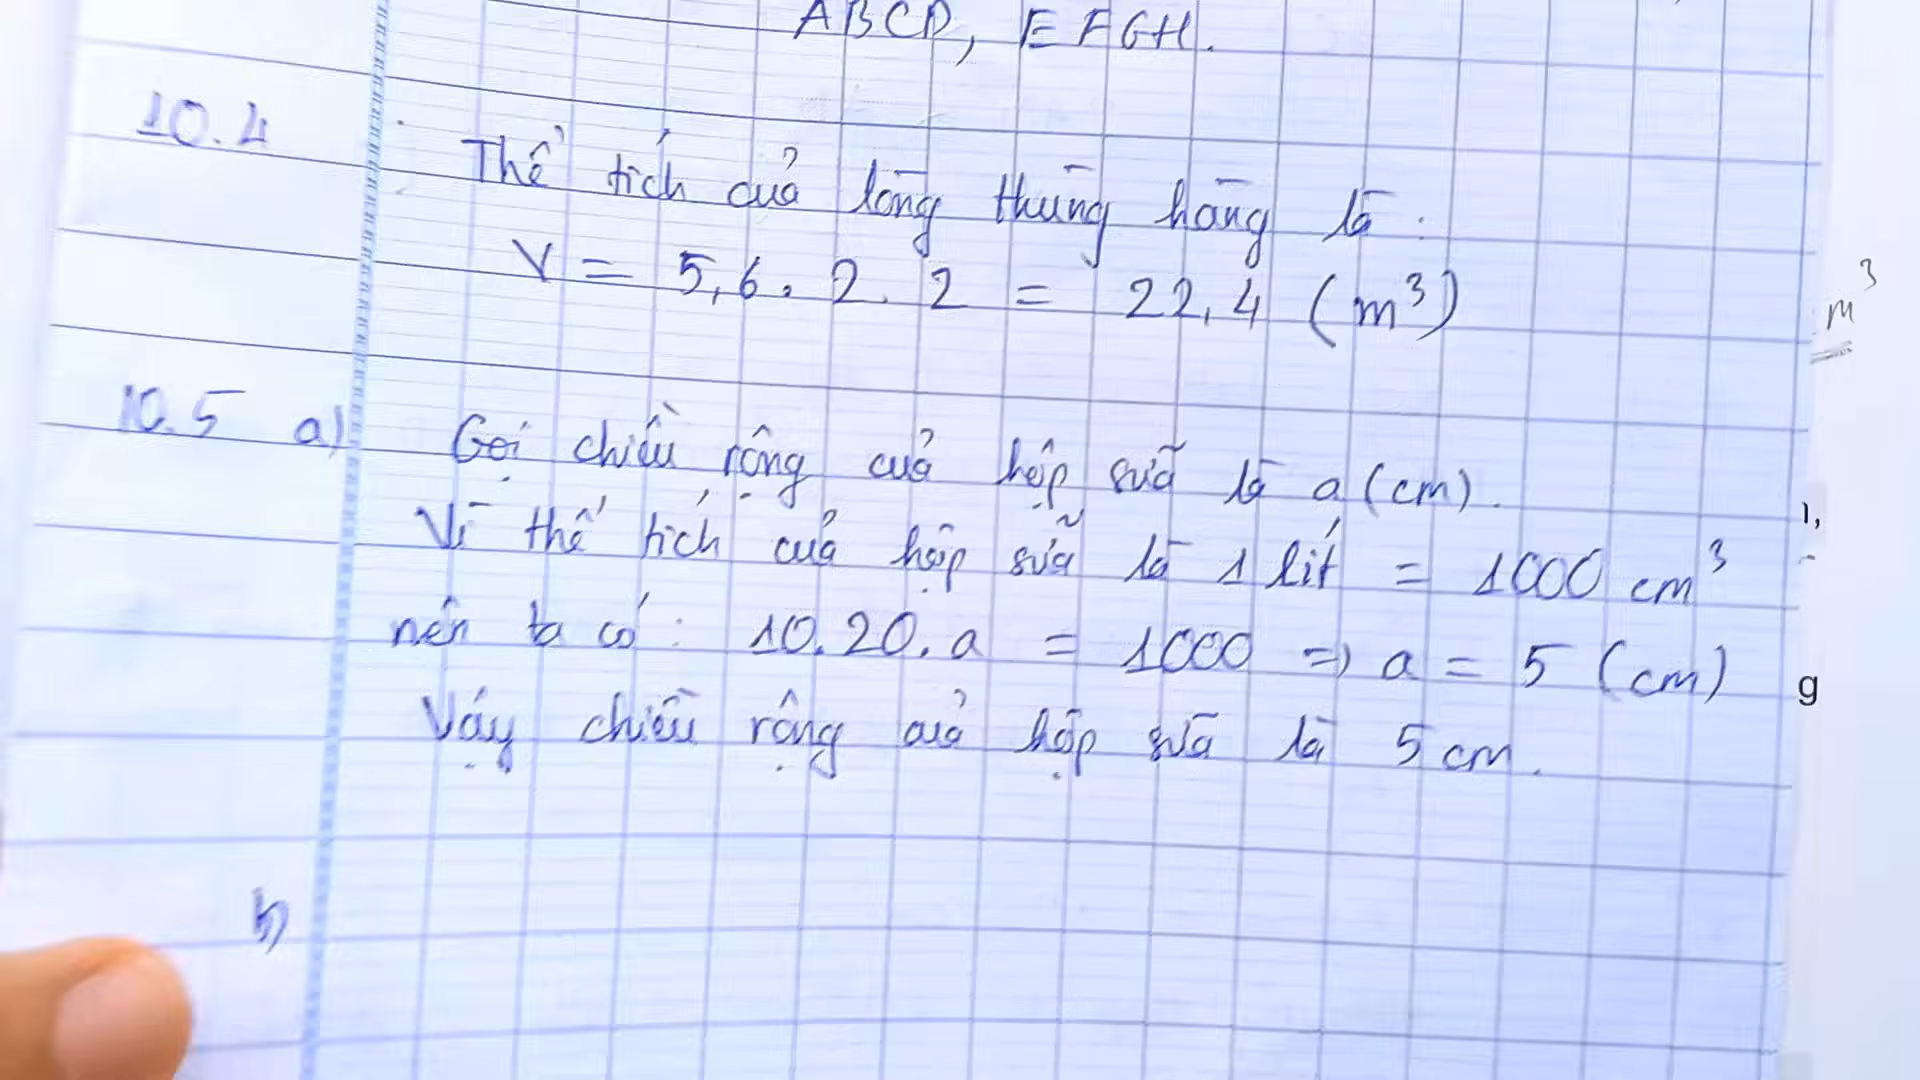 ABCD, EFGH.
10.4
Thể tích của lòng thùng hàng là:
V = 5,6 . 2 . 2 = 22,4 (m³)
m³
10.5 a) Gọi chiều rộng của hộp sữa là a (cm).
Vì thể tích của hộp sữa là 1 lít = 1000 cm³
nên ta có: 10.20.a = 1000 => a = 5 (cm)
g
Vậy chiều rộng của hộp sữa là 5 cm.
b)